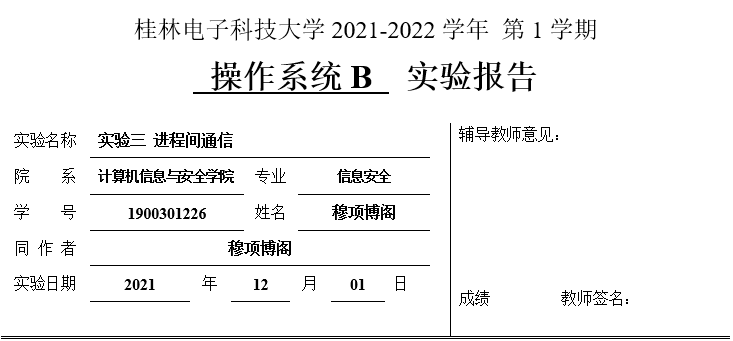 桂林电子科技大学 2021-2022 学年 第 1 学期
操作系统 B 实验报告
实验名称 实验三 进程间通信
辅导教师意见：
院 系 计算机信息与安全学院 专业 信息安全
学 号 1900301226 姓名 穆项博阁
同 作 者 穆项博阁
实验日期 2021 年 12 月 01 日
成绩 教师签名：